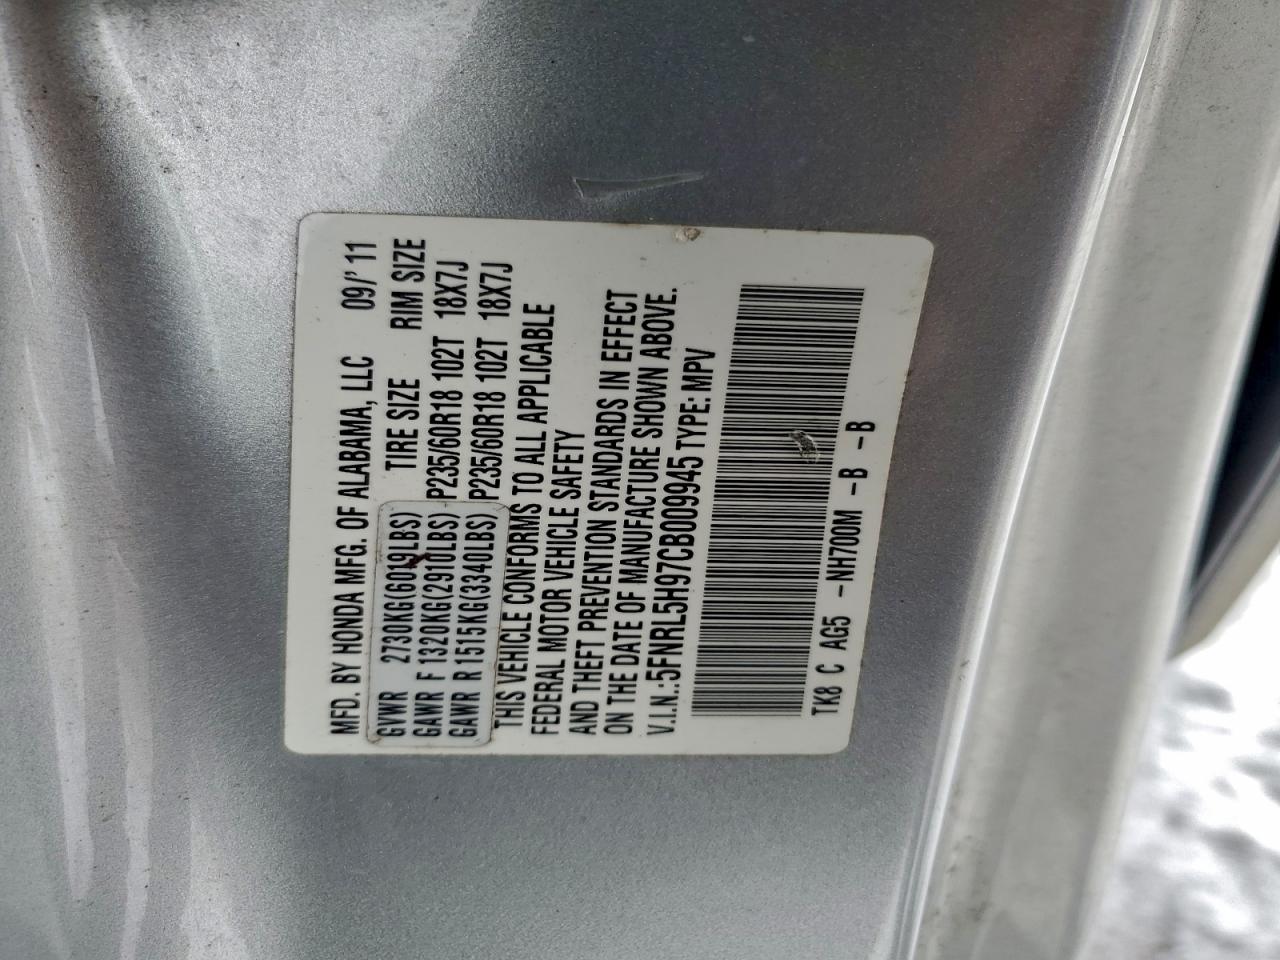 MFD. BY HONDA MFG. OF ALABAMA, LLC 09/'11
TIRE SIZE RIM SIZE
GVWR 2730KG(6019LBS)
GAWR F 1320KG(2910LBS) P235/60R18 102T 18X7J
GAWR R 1515KG(3340LBS) P235/60R18 102T 18X7J
THIS VEHICLE CONFORMS TO ALL APPLICABLE
FEDERAL MOTOR VEHICLE SAFETY
AND THEFT PREVENTION STANDARDS IN EFFECT
ON THE DATE OF MANUFACTURE SHOWN ABOVE.
V.I.N.:5FNRL5H97CB009945 TYPE: MPV
TK8 C AG5 -NH700M -B -B